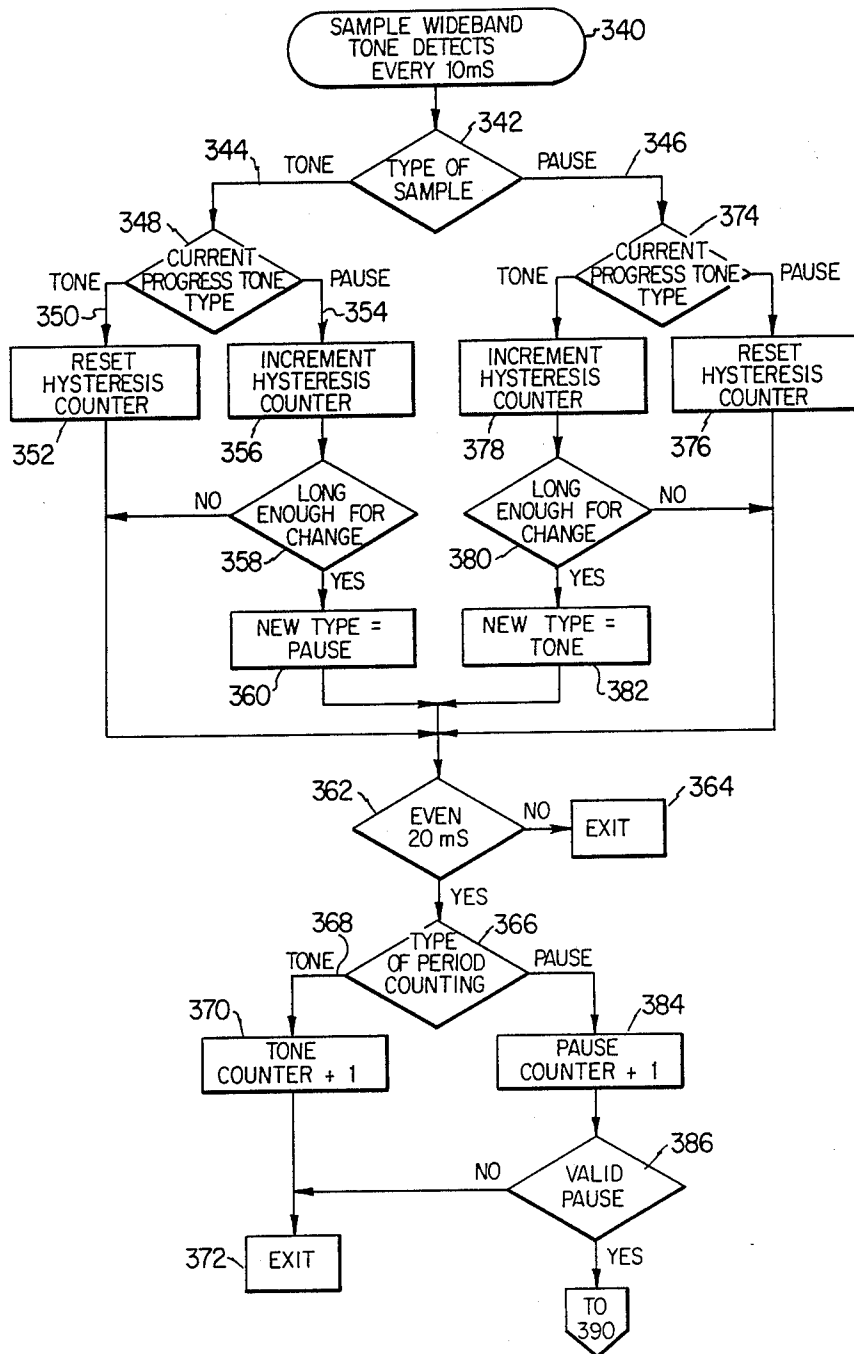 SAMPLE WIDEBAND
TONE DETECTS
EVERY 10mS
340
342
344
TONE
TYPE OF
SAMPLE
PAUSE
346
348
CURRENT
PROGRESS TONE
TYPE
TONE
PAUSE
350
354
374
CURRENT
PROGRESS TONE
TYPE
TONE
PAUSE
RESET
HYSTERESIS
COUNTER
352
INCREMENT
HYSTERESIS
COUNTER
356
INCREMENT
HYSTERESIS
COUNTER
378
RESET
HYSTERESIS
COUNTER
376
NO
LONG
ENOUGH FOR
CHANGE
358
YES
LONG
ENOUGH FOR
CHANGE
380
NO
YES
NEW TYPE =
PAUSE
360
NEW TYPE =
TONE
382
362
EVEN
20 mS
NO
EXIT
364
YES
368
366
TONE
TYPE
OF PERIOD
COUNTING
PAUSE
370
TONE
COUNTER + 1
384
PAUSE
COUNTER + 1
386
NO
VALID
PAUSE
372
EXIT
YES
TO
390